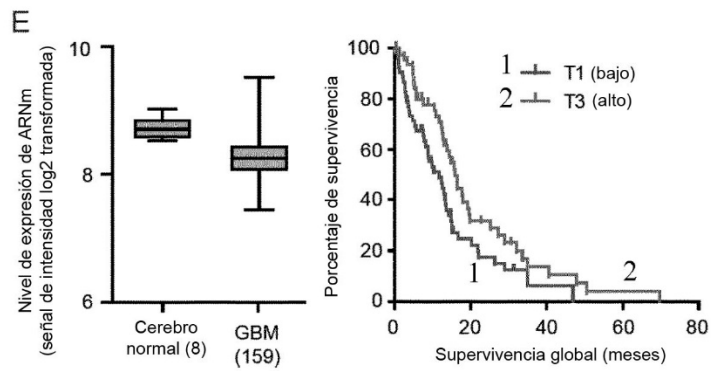 E
Nivel de expresión de ARNm
(señal de intensidad log2 transformada)
10
8
6
Cerebro
normal (8)
GBM
(159)
Porcentaje de supervivencia
100
80
60
40
20
0
1 T1 (bajo)
2 T3 (alto)
1
2
0 20 40 60 80
Supervivencia global (meses)